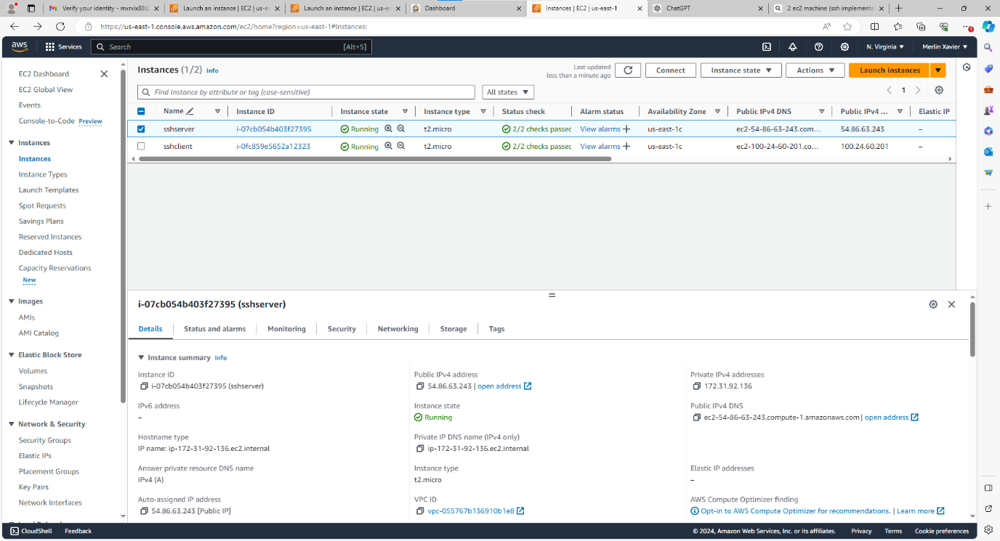 Verify your identity - mxrxix88G
Launch an instance | EC2 | us-ea
Launch an instance | EC2 | us-ea
Dashboard
Instances | EC2 | us-east-1
ChatGPT
2 ec2 machine (ssh implementa
https://us-east-1.console.aws.amazon.com/ec2/home?region=us-east-1#Instances:
aws
Services
Search
[Alt+S]
N. Virginia
Merlin Xavier
EC2 Dashboard
EC2 Global View
Events
Console-to-Code Preview
Instances
Instances
Instance Types
Launch Templates
Spot Requests
Savings Plans
Reserved Instances
Dedicated Hosts
Capacity Reservations
New
Images
AMIs
AMI Catalog
Elastic Block Store
Volumes
Snapshots
Lifecycle Manager
Network & Security
Security Groups
Elastic IPs
Placement Groups
Key Pairs
Network Interfaces
Instances (1/2) Info
Last updated
less than a minute ago
Connect
Instance state
Actions
Launch instances
Find Instance by attribute or tag (case-sensitive)
All states
1
Name Instance ID Instance state Instance type Status check Alarm status Availability Zone Public IPv4 DNS Public IPv4 ... Elastic IP
sshserver i-07cb054b403f27395 Running t2.micro 2/2 checks passed View alarms + us-east-1c ec2-54-86-63-243.com... 54.86.63.243 –
sshclient i-0fc859e5652a12323 Running t2.micro 2/2 checks passed View alarms + us-east-1c ec2-100-24-60-201.co... 100.24.60.201 –
i-07cb054b403f27395 (sshserver)
Details Status and alarms Monitoring Security Networking Storage Tags
Instance summary Info
Instance ID
i-07cb054b403f27395 (sshserver)
Public IPv4 address
54.86.63.243 | open address
Private IPv4 addresses
172.31.92.136
IPv6 address
–
Instance state
Running
Public IPv4 DNS
ec2-54-86-63-243.compute-1.amazonaws.com | open address
Hostname type
IP name: ip-172-31-92-136.ec2.internal
Private IP DNS name (IPv4 only)
ip-172-31-92-136.ec2.internal
Answer private resource DNS name
IPv4 (A)
Instance type
t2.micro
Elastic IP addresses
–
Auto-assigned IP address
54.86.63.243 [Public IP]
VPC ID
vpc-055767b136910b1e8
AWS Compute Optimizer finding
Opt-in to AWS Compute Optimizer for recommendations. | Learn more
CloudShell
Feedback
© 2024, Amazon Web Services, Inc. or its affiliates.
Privacy
Terms
Cookie preferences